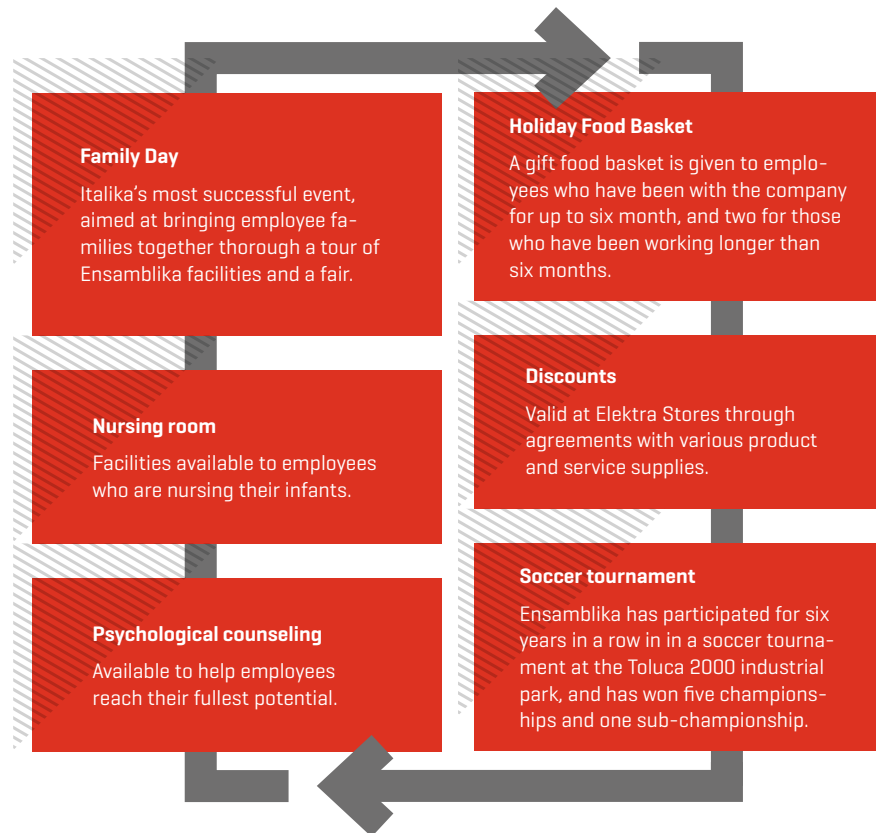 Family Day
Italika's most successful event,
aimed at bringing employee fa-
milies together thorough a tour of
Ensamblika facilities and a fair.
Nursing room
Facilities available to employees
who are nursing their infants.
Psychological counseling
Available to help employees
reach their fullest potential.
Holiday Food Basket
A gift food basket is given to emplo-
yees who have been with the company
for up to six month, and two for those
who have been working longer than
six months.
Discounts
Valid at Elektra Stores through
agreements with various product
and service supplies.
Soccer tournament
Ensamblika has participated for six
years in a row in in a soccer tourna-
ment at the Toluca 2000 industrial
park, and has won five champions-
hips and one sub-championship.